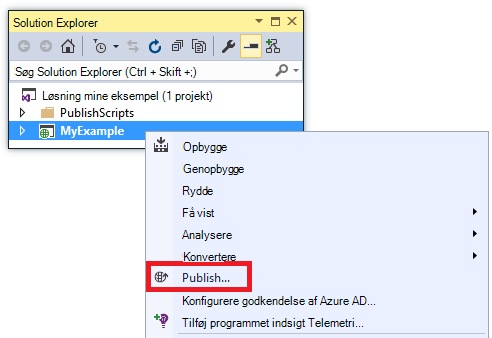 Solution Explorer
Søg Solution Explorer (Ctrl + Skift +;)
Løsning mine eksempel (1 projekt)
PublishScripts
MyExample
Opbygge
Genopbygge
Rydde
Få vist
Analysere
Konvertere
Publish...
Konfigurere godkendelse af Azure AD...
Tilføj programmet indsigt Telemetri...